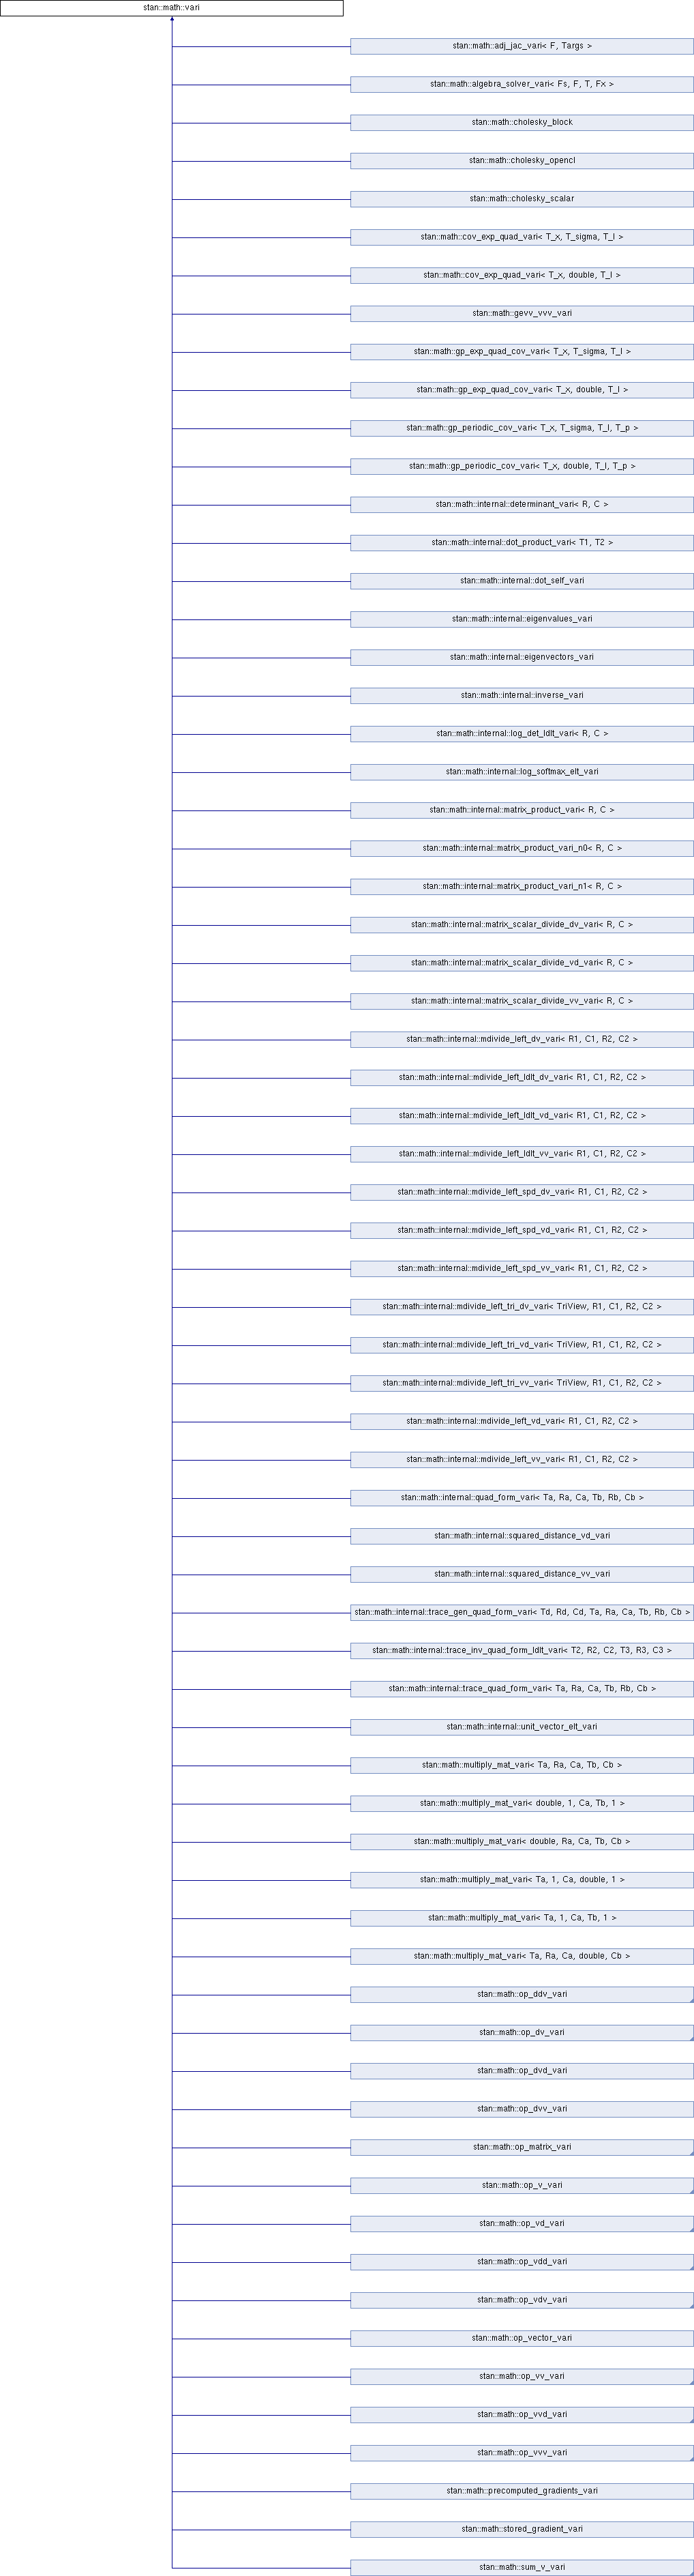 stan::math::vari
stan::math::adj_jac_vari< F, Targs >
stan::math::algebra_solver_vari< Fs, F, T, Fx >
stan::math::cholesky_block
stan::math::cholesky_opencl
stan::math::cholesky_scalar
stan::math::cov_exp_quad_vari< T_x, T_sigma, T_l >
stan::math::cov_exp_quad_vari< T_x, double, T_l >
stan::math::gevv_vvv_vari
stan::math::gp_exp_quad_cov_vari< T_x, T_sigma, T_l >
stan::math::gp_exp_quad_cov_vari< T_x, double, T_l >
stan::math::gp_periodic_cov_vari< T_x, T_sigma, T_l, T_p >
stan::math::gp_periodic_cov_vari< T_x, double, T_l, T_p >
stan::math::internal::determinant_vari< R, C >
stan::math::internal::dot_product_vari< T1, T2 >
stan::math::internal::dot_self_vari
stan::math::internal::eigenvalues_vari
stan::math::internal::eigenvectors_vari
stan::math::internal::inverse_vari
stan::math::internal::log_det_ldlt_vari< R, C >
stan::math::internal::log_softmax_elt_vari
stan::math::internal::matrix_product_vari< R, C >
stan::math::internal::matrix_product_vari_n0< R, C >
stan::math::internal::matrix_product_vari_n1< R, C >
stan::math::internal::matrix_scalar_divide_dv_vari< R, C >
stan::math::internal::matrix_scalar_divide_vd_vari< R, C >
stan::math::internal::matrix_scalar_divide_vv_vari< R, C >
stan::math::internal::mdivide_left_dv_vari< R1, C1, R2, C2 >
stan::math::internal::mdivide_left_ldlt_dv_vari< R1, C1, R2, C2 >
stan::math::internal::mdivide_left_ldlt_vd_vari< R1, C1, R2, C2 >
stan::math::internal::mdivide_left_ldlt_vv_vari< R1, C1, R2, C2 >
stan::math::internal::mdivide_left_spd_dv_vari< R1, C1, R2, C2 >
stan::math::internal::mdivide_left_spd_vd_vari< R1, C1, R2, C2 >
stan::math::internal::mdivide_left_spd_vv_vari< R1, C1, R2, C2 >
stan::math::internal::mdivide_left_tri_dv_vari< TriView, R1, C1, R2, C2 >
stan::math::internal::mdivide_left_tri_vd_vari< TriView, R1, C1, R2, C2 >
stan::math::internal::mdivide_left_tri_vv_vari< TriView, R1, C1, R2, C2 >
stan::math::internal::mdivide_left_vd_vari< R1, C1, R2, C2 >
stan::math::internal::mdivide_left_vv_vari< R1, C1, R2, C2 >
stan::math::internal::quad_form_vari< Ta, Ra, Ca, Tb, Rb, Cb >
stan::math::internal::squared_distance_vd_vari
stan::math::internal::squared_distance_vv_vari
stan::math::internal::trace_gen_quad_form_vari< Td, Rd, Cd, Ta, Ra, Ca, Tb, Rb, Cb >
stan::math::internal::trace_inv_quad_form_ldlt_vari< T2, R2, C2, T3, R3, C3 >
stan::math::internal::trace_quad_form_vari< Ta, Ra, Ca, Tb, Rb, Cb >
stan::math::internal::unit_vector_elt_vari
stan::math::multiply_mat_vari< Ta, Ra, Ca, Tb, Cb >
stan::math::multiply_mat_vari< double, 1, Ca, Tb, 1 >
stan::math::multiply_mat_vari< double, Ra, Ca, Tb, Cb >
stan::math::multiply_mat_vari< Ta, 1, Ca, double, 1 >
stan::math::multiply_mat_vari< Ta, 1, Ca, Tb, 1 >
stan::math::multiply_mat_vari< Ta, Ra, Ca, double, Cb >
stan::math::op_ddv_vari
stan::math::op_dv_vari
stan::math::op_dvd_vari
stan::math::op_dvv_vari
stan::math::op_matrix_vari
stan::math::op_v_vari
stan::math::op_vd_vari
stan::math::op_vdd_vari
stan::math::op_vdv_vari
stan::math::op_vector_vari
stan::math::op_vv_vari
stan::math::op_vvd_vari
stan::math::op_vvv_vari
stan::math::precomputed_gradients_vari
stan::math::stored_gradient_vari
stan::math::sum_v_vari